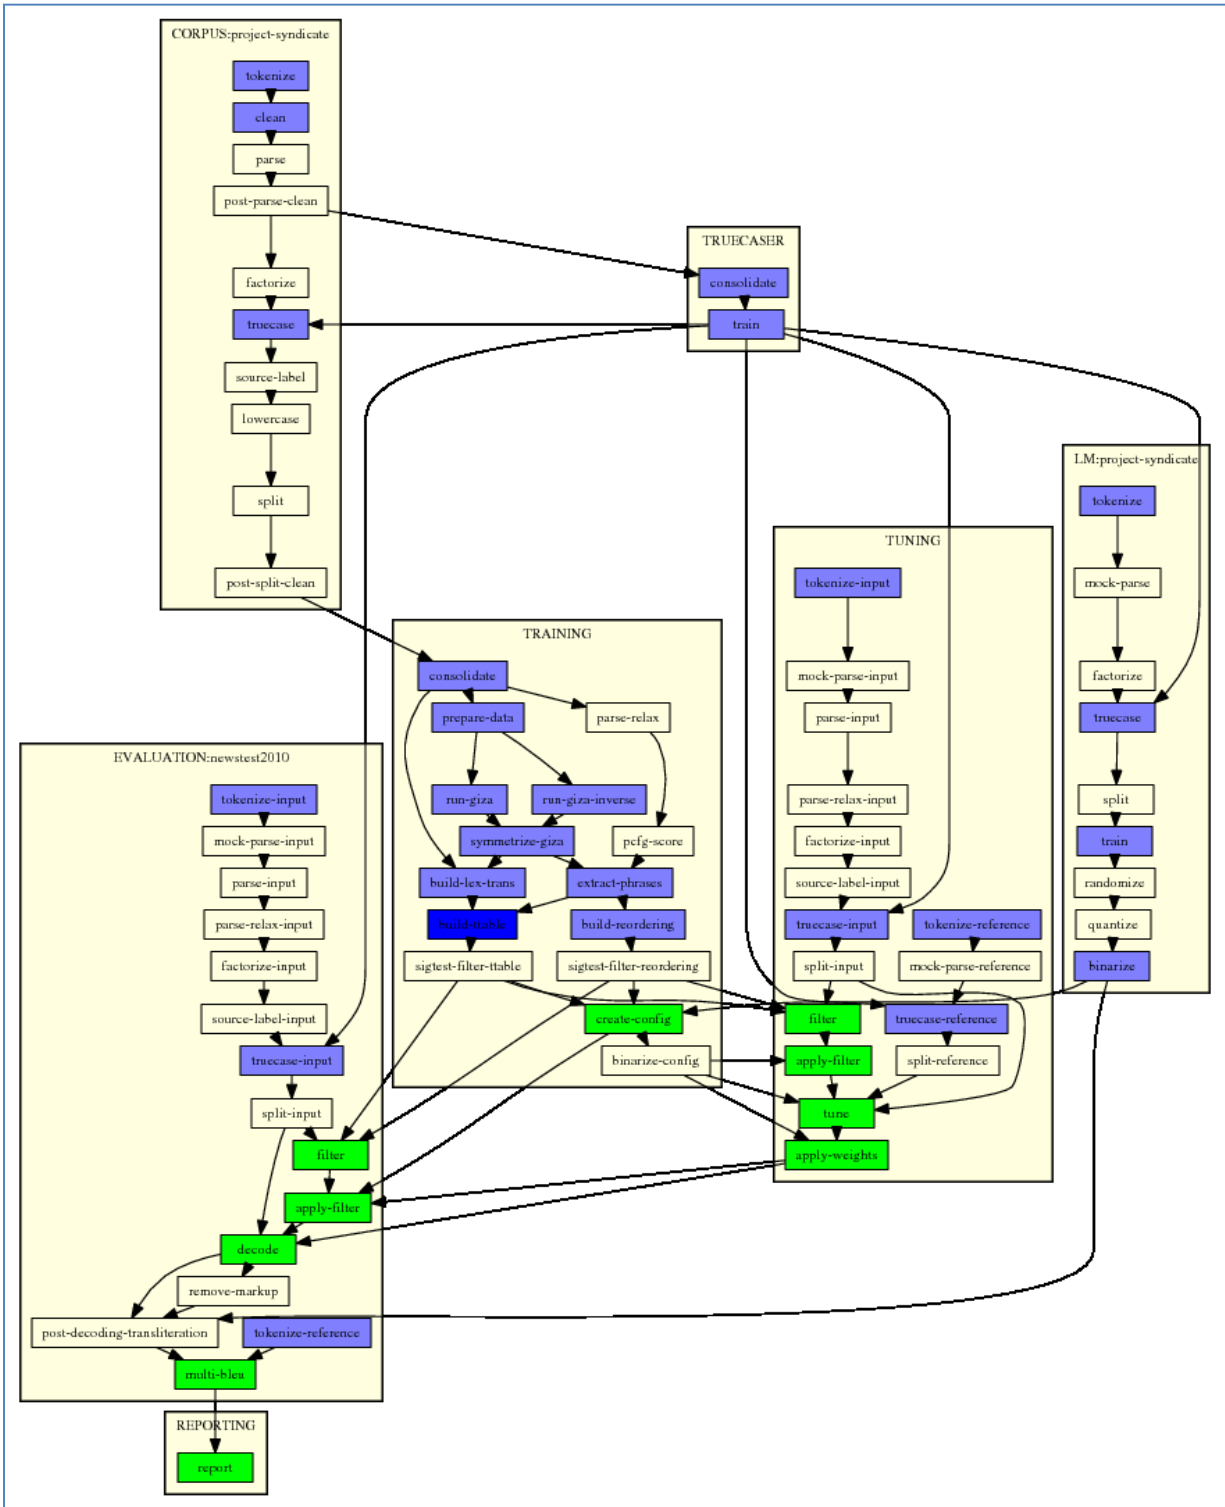 CORPUS:project-syndicate
tokenize
clean
parse
post-parse-clean
factorize
truecase
source-label
lowercase
split
post-split-clean
TRUECASER
consolidate
train
LM:project-syndicate
tokenize
mock-parse
factorize
truecase
split
train
randomize
quantize
binarize
TUNING
tokenize-input
mock-parse-input
parse-input
parse-relax-input
factorize-input
source-label-input
truecase-input
tokenize-reference
split-input
mock-parse-reference
filter
truecase-reference
apply-filter
split-reference
tune
apply-weights
TRAINING
consolidate
prepare-data
parse-relax
run-giza
run-giza-inverse
symmetrize-giza
pcfg-score
build-lex-trans
extract-phrases
build-ttable
build-reordering
sigtest-filter-ttable
sigtest-filter-reordering
create-config
binarize-config
EVALUATION:newstest2010
tokenize-input
mock-parse-input
parse-input
parse-relax-input
factorize-input
source-label-input
truecase-input
split-input
filter
apply-filter
decode
remove-markup
post-decoding-transliteration
tokenize-reference
multi-bleu
REPORTING
report